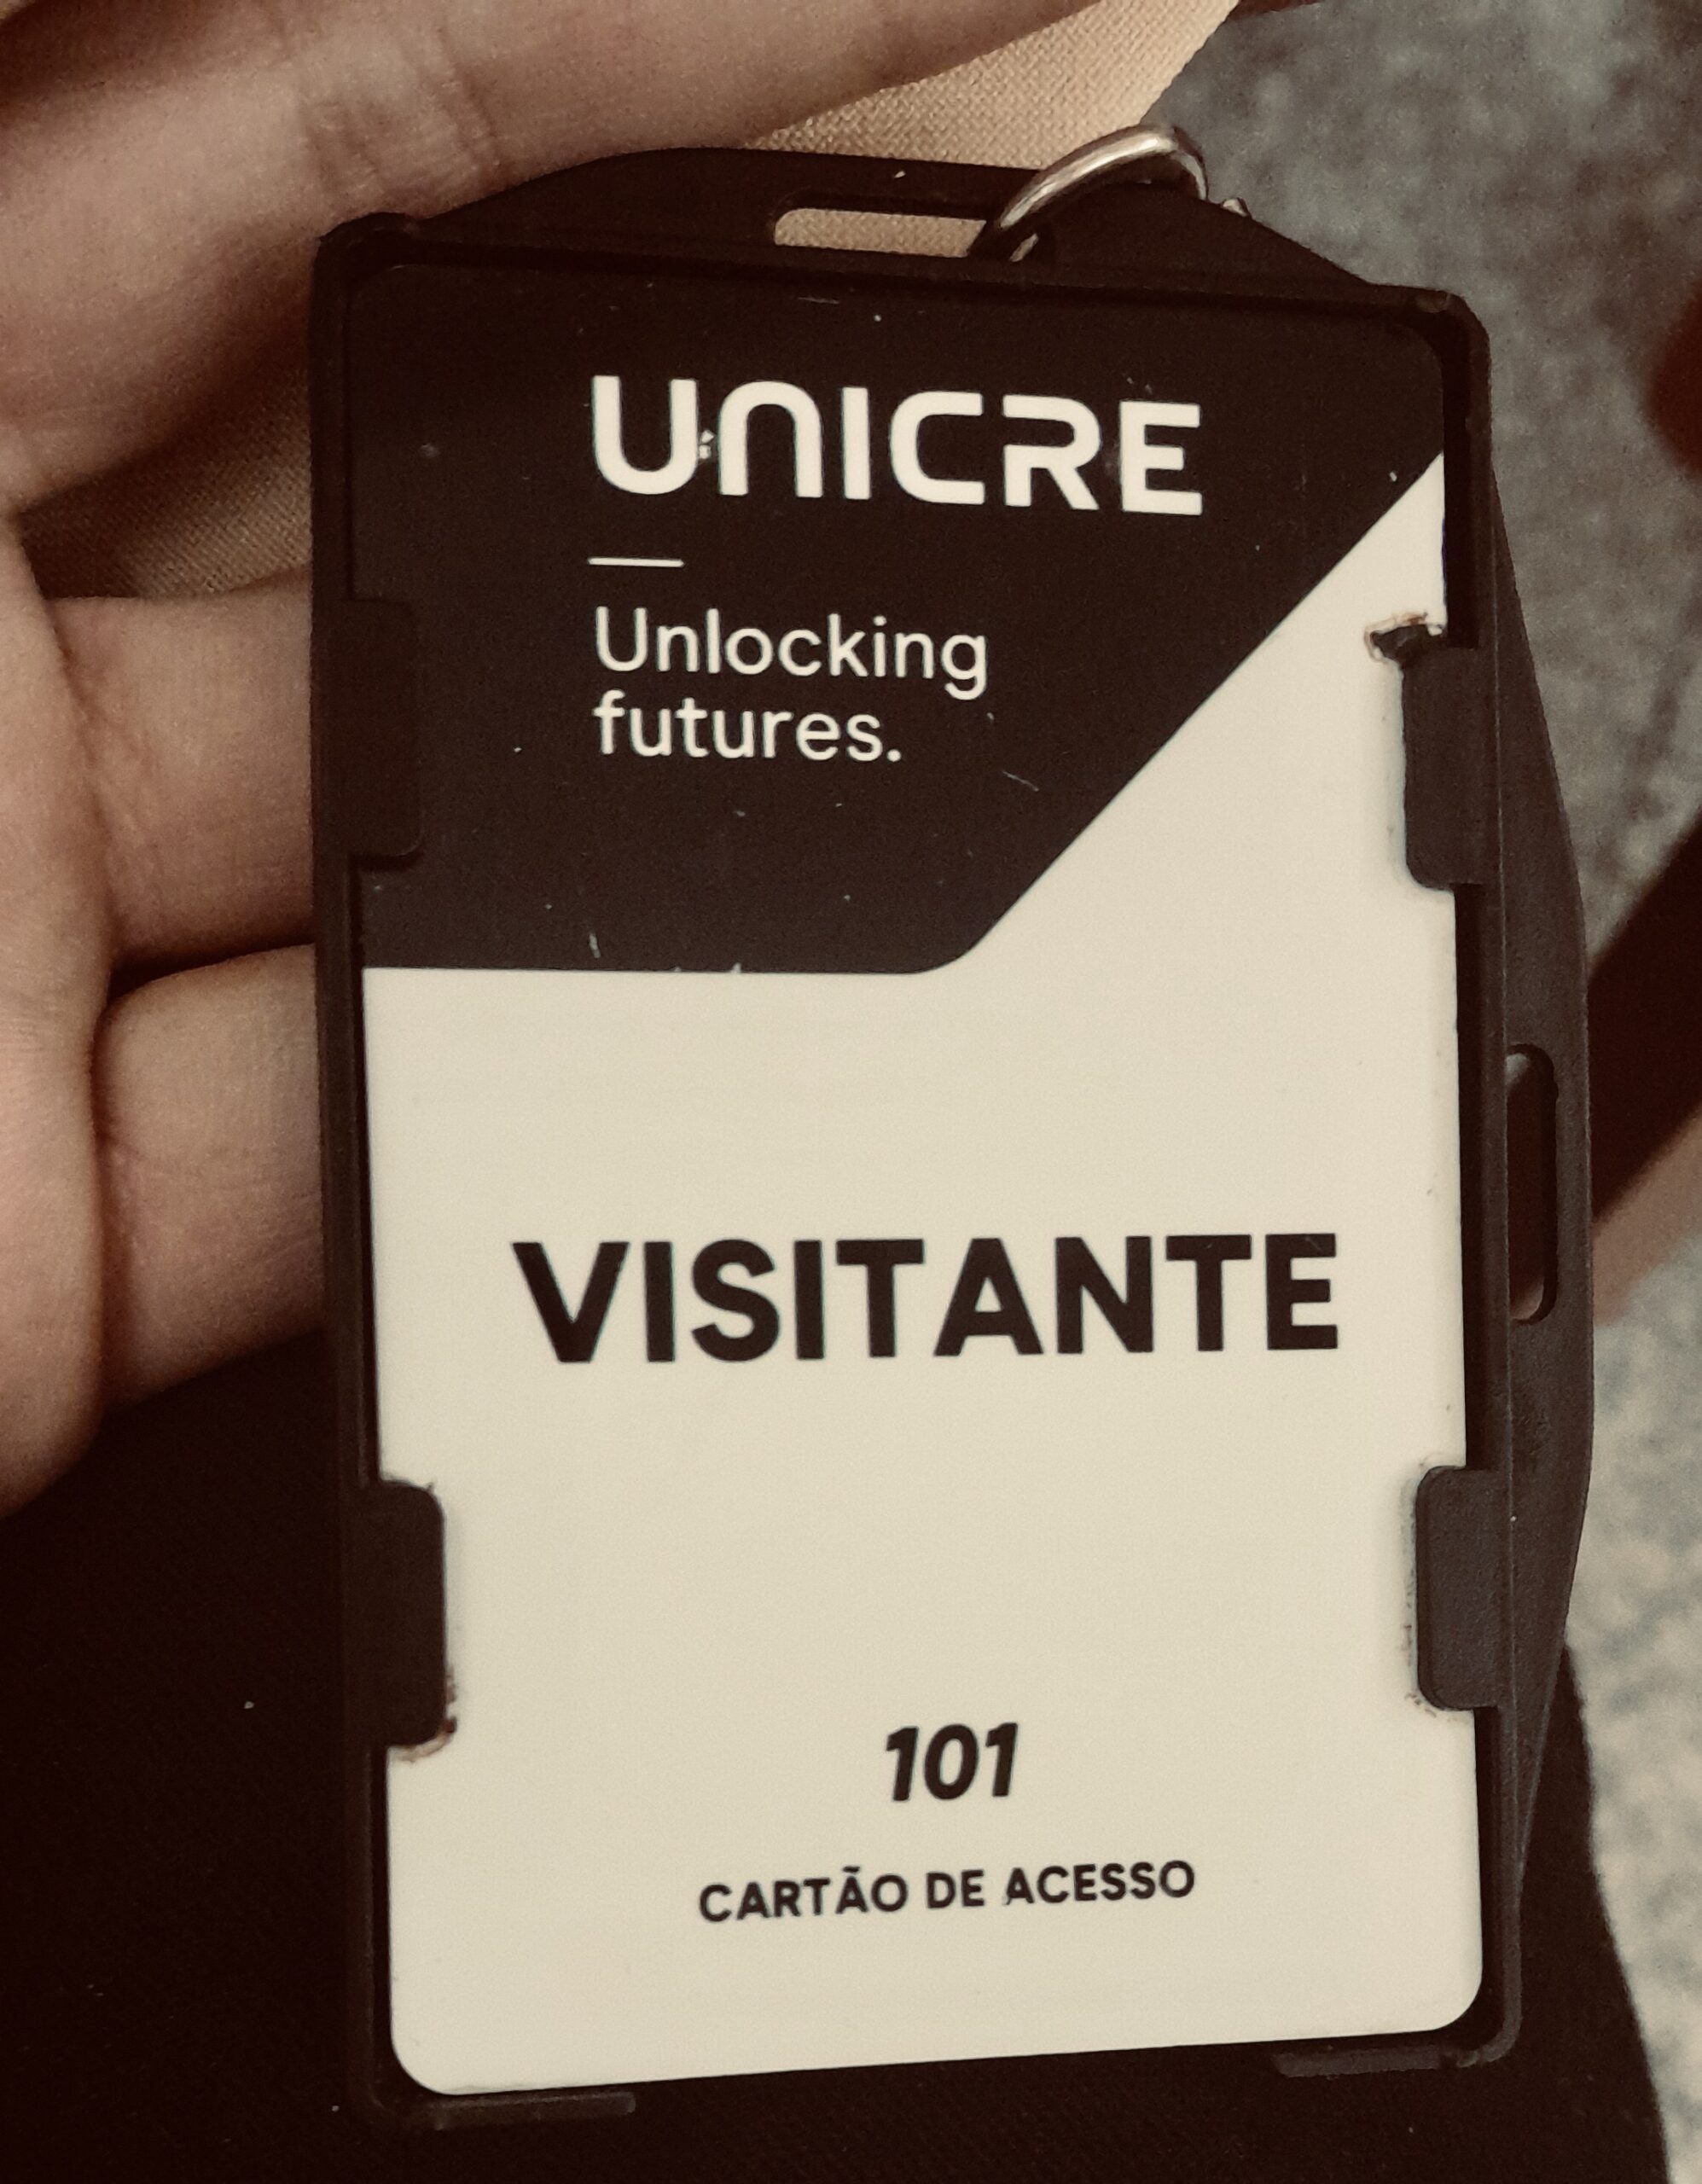 UNICRE
Unlocking
futures.
VISITANTE
101
CARTÃO DE ACESSO